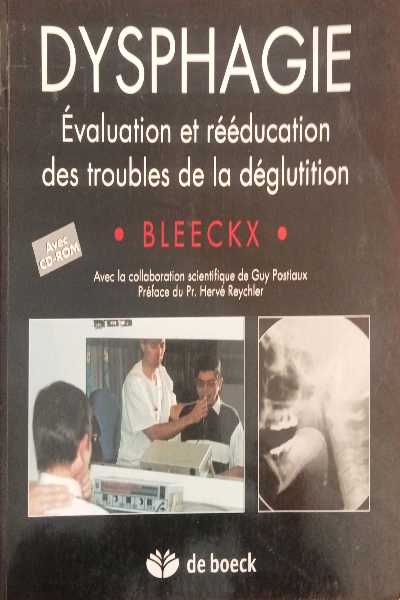 DYSPHAGIE
Évaluation et rééducation
des troubles de la déglutition
• BLEECKX •
Avec
CD-ROM
Avec la collaboration scientifique de Guy Postiaux
Préface du Pr. Hervé Reychler
de boeck